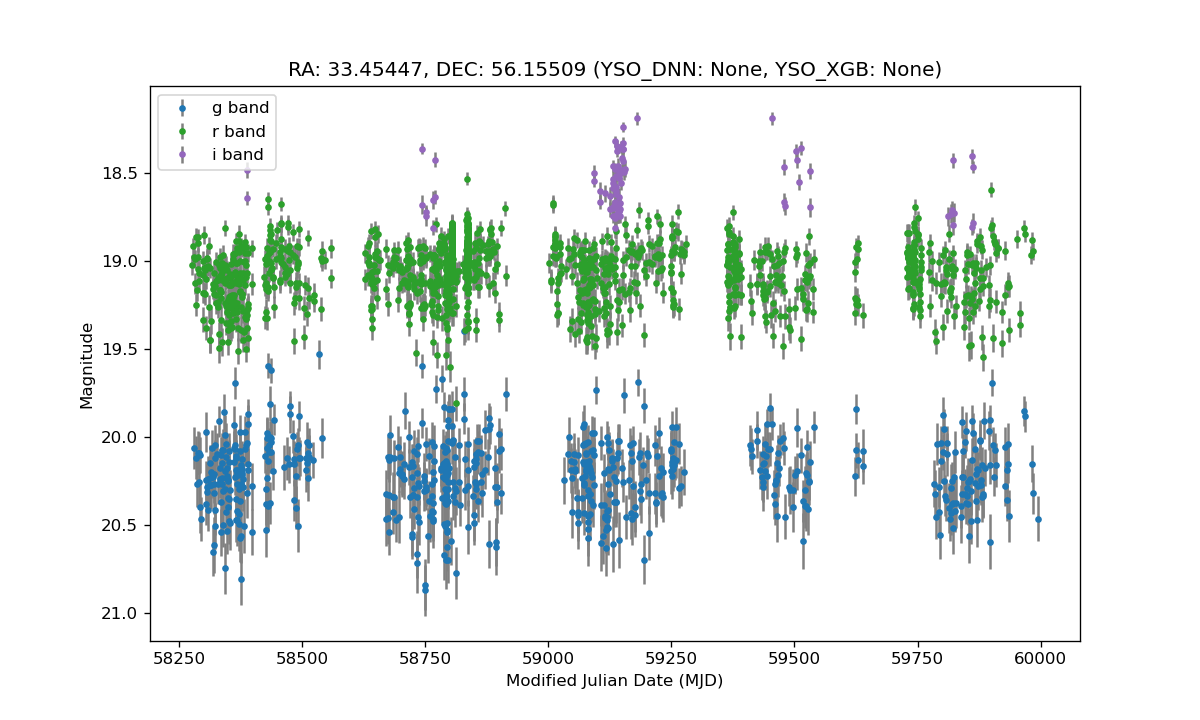 RA: 33.45447, DEC: 56.15509 (YSO_DNN: None, YSO_XGB: None)
g band
r band
i band
18.5
19.0
19.5
20.0
20.5
21.0
Magnitude
58250 58500 58750 59000 59250 59500 59750 60000
Modified Julian Date (MJD)